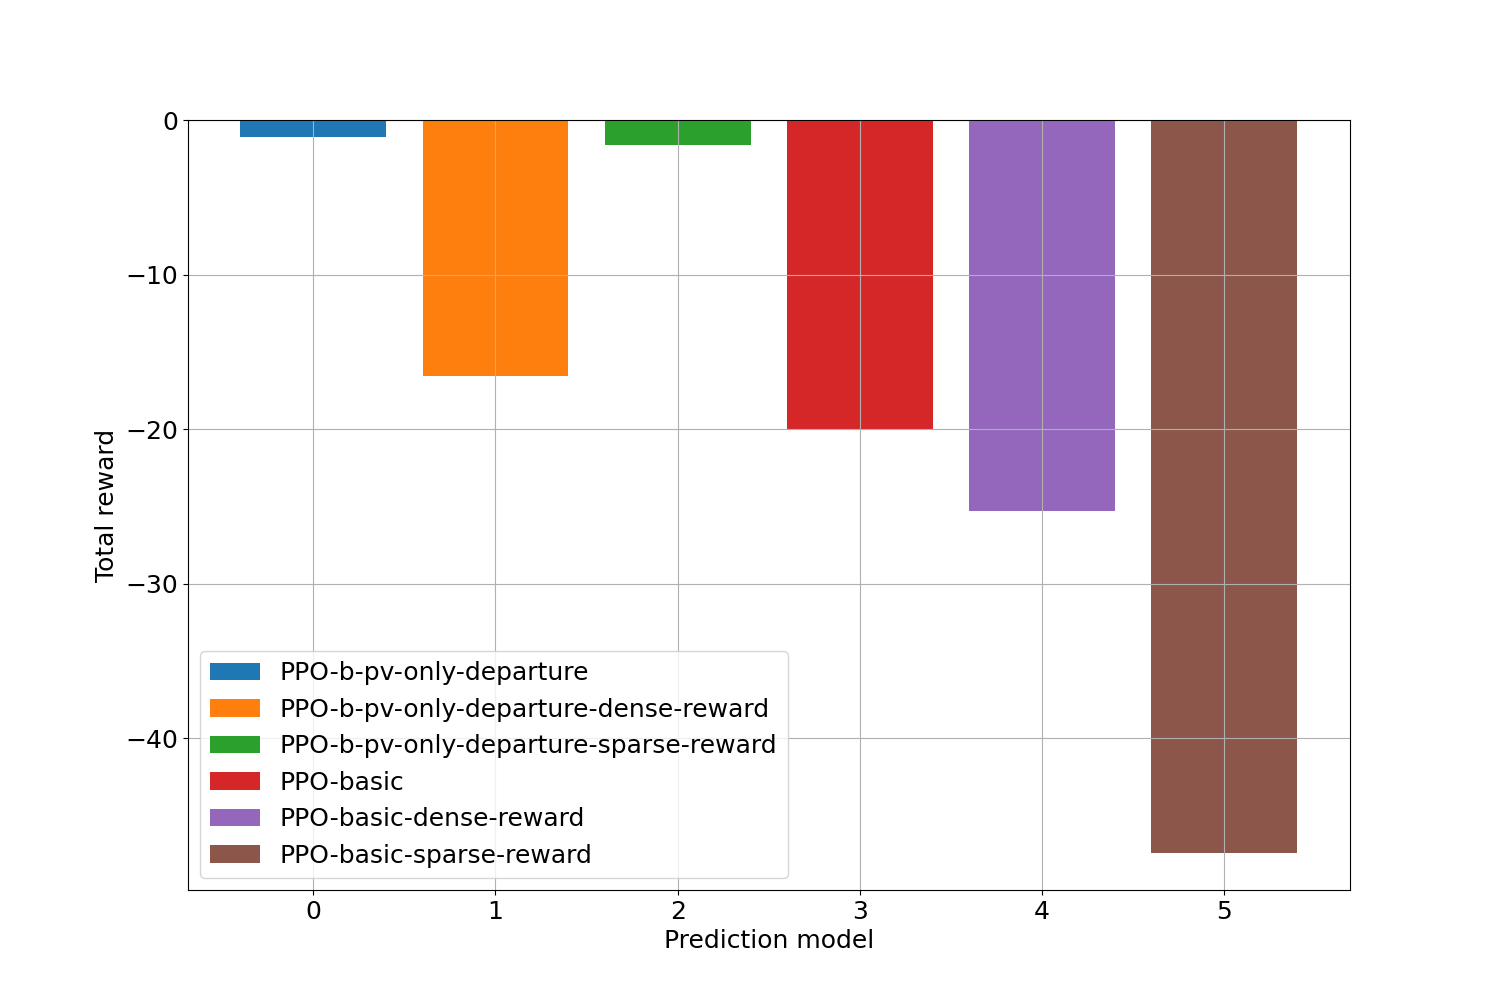 0
−10
−20
−30
−40
Total reward
PPO-b-pv-only-departure
PPO-b-pv-only-departure-dense-reward
PPO-b-pv-only-departure-sparse-reward
PPO-basic
PPO-basic-dense-reward
PPO-basic-sparse-reward
0 1 2 3 4 5
Prediction model